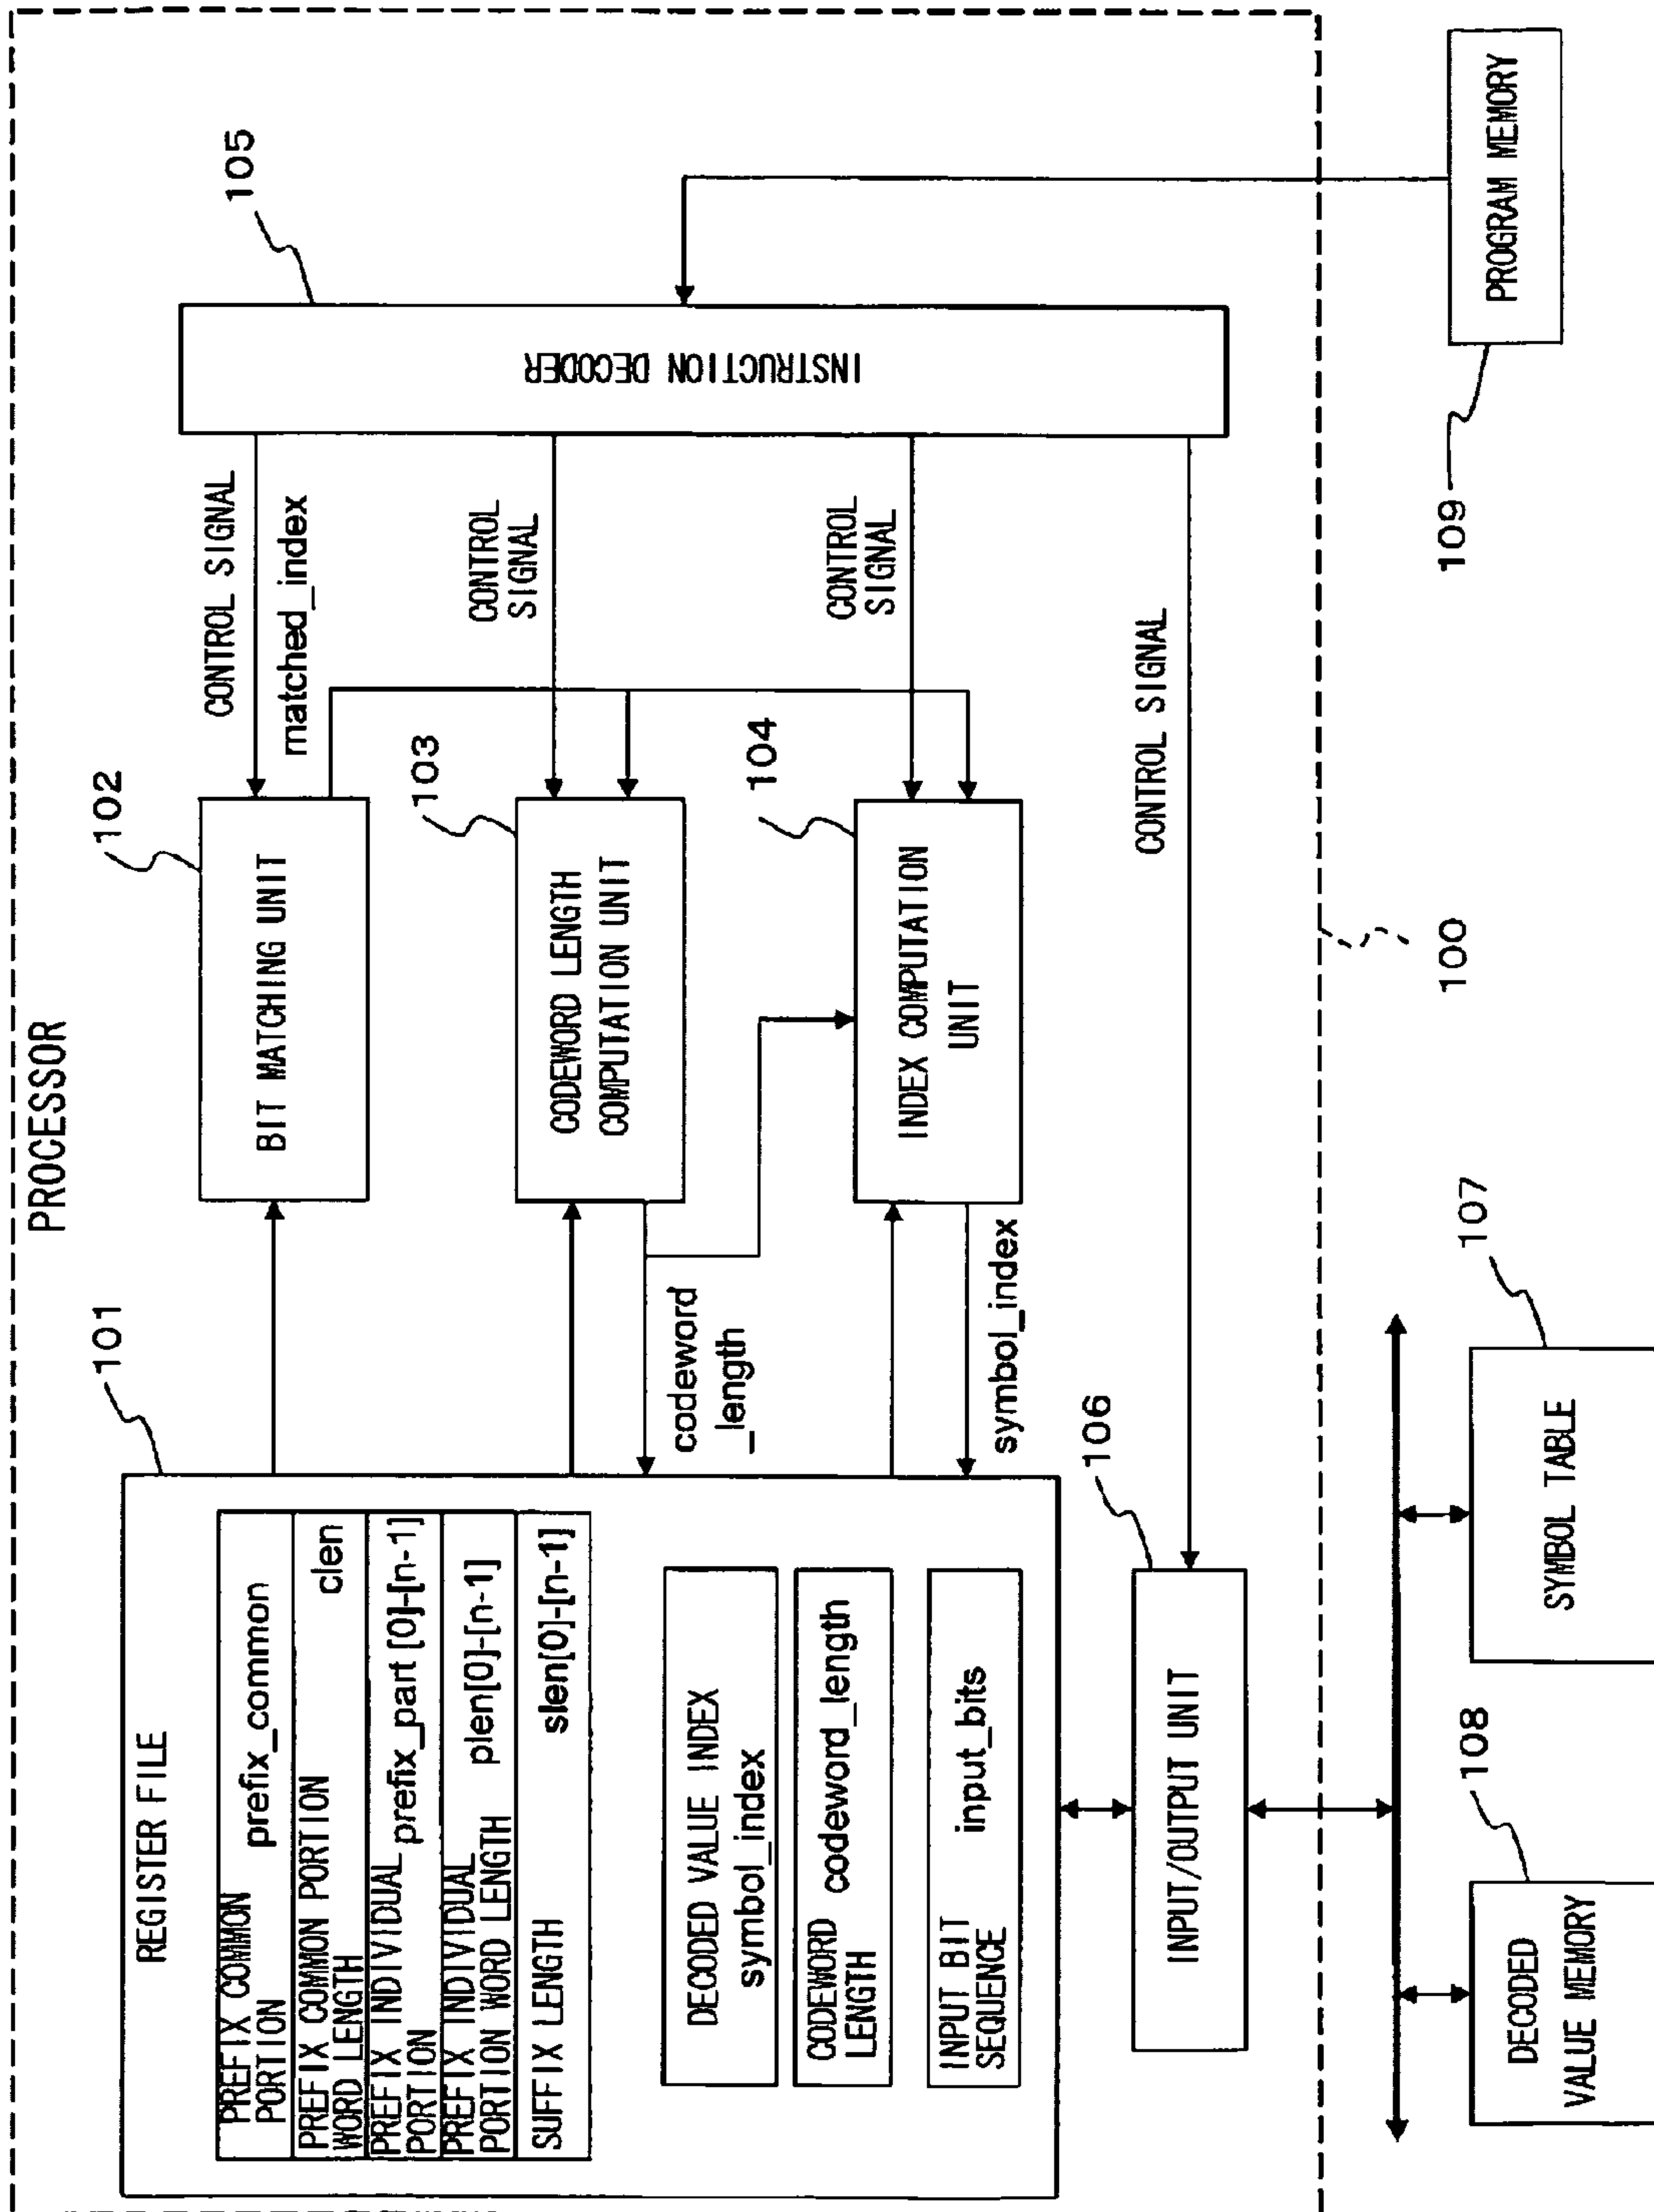 PROCESSOR
101
REGISTER FILE
PREFIX COMMON
PORTION
prefix_common
PREFIX COMMON PORTION
WORD LENGTH
clen
PREFIX INDIVIDUAL
PORTION
prefix_part [0]-[n-1]
PREFIX INDIVIDUAL
PORTION WORD LENGTH
plen[0]-[n-1]
SUFFIX LENGTH
slen[0]-[n-1]
DECODED VALUE INDEX
symbol_index
CODEWORD
LENGTH
codeword_length
INPUT BIT
SEQUENCE
input_bits
102
BIT MATCHING UNIT
CONTROL SIGNAL
matched_index
103
CODEWORD LENGTH
COMPUTATION UNIT
CONTROL
SIGNAL
codeword
_length
104
INDEX COMPUTATION
UNIT
CONTROL
SIGNAL
symbol_index
105
INSTRUCTION DECODER
CONTROL SIGNAL
106
INPUT/OUTPUT UNIT
100
107
SYMBOL TABLE
108
DECODED
VALUE MEMORY
109
PROGRAM MEMORY